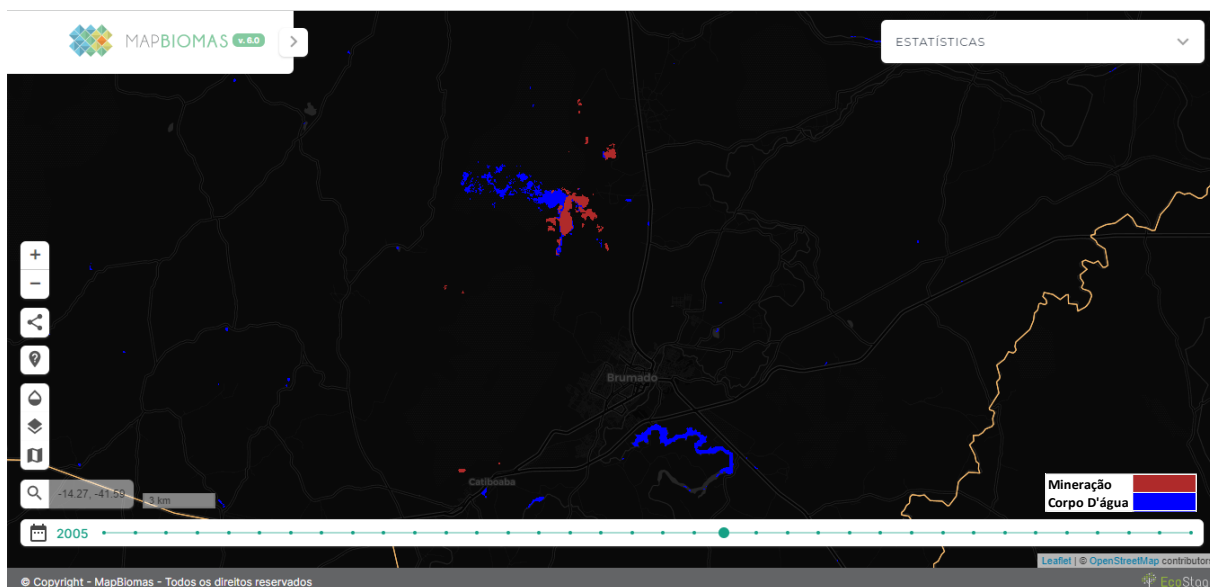 MAPBIOMAS v. 6.0
ESTATÍSTICAS
Brumado
Catiboaba
-14.27, -41.59
3 km
Mineração
Corpo D'água
2005
Leaflet | © OpenStreetMap contributors
© Copyright - MapBiomas - Todos os direitos reservados
EcoStag